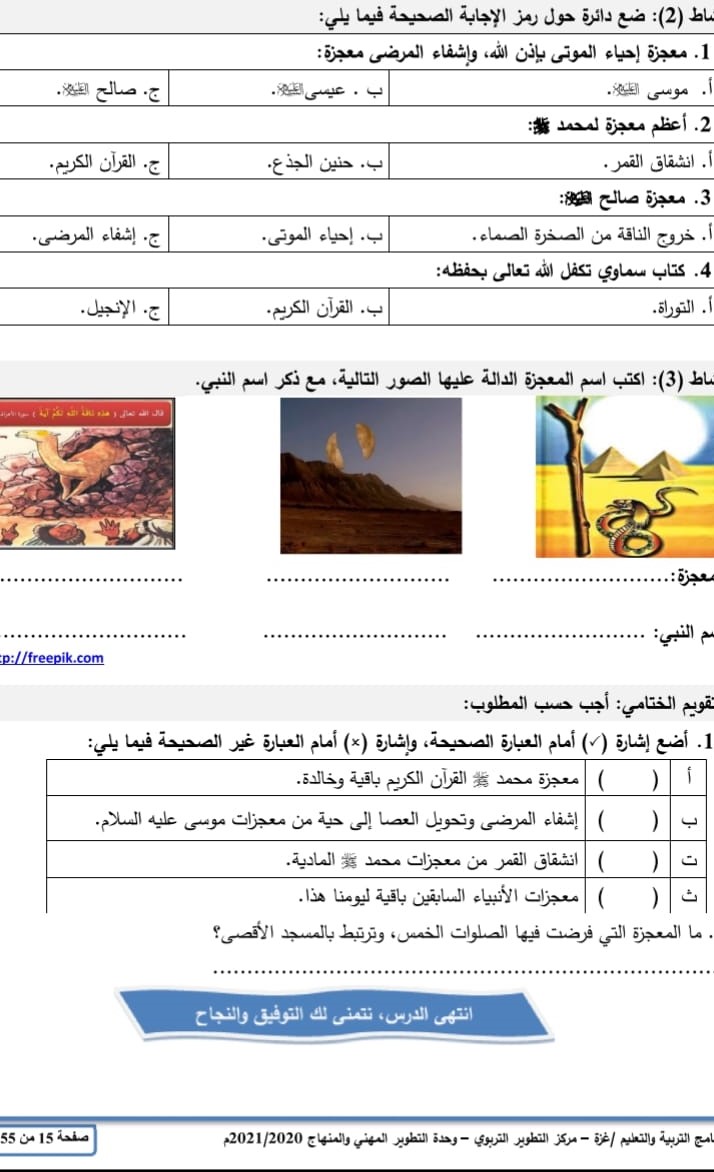 شاط (2): ضع دائرة حول رمز الإجابة الصحيحة فيما يلي:
1. معجزة إحياء الموتى بإذن الله، وإشفاء المرضى معجزة:
أ. موسى عليه السلام. ب. عيسى عليه السلام. ج. صالح عليه السلام.
2. أعظم معجزة لمحمد ﷺ:
أ. انشقاق القمر. ب. حنين الجذع. ج. القرآن الكريم.
3. معجزة صالح عليه السلام:
أ. خروج الناقة من الصخرة الصماء. ب. إحياء الموتى. ج. إشفاء المرضى.
4. كتاب سماوي تكفل الله تعالى بحفظه:
أ. التوراة. ب. القرآن الكريم. ج. الإنجيل.
شاط (3): اكتب اسم المعجزة الدالة عليها الصور التالية، مع ذكر اسم النبي.
قال الله تعالى ( هذه ناقة الله لكم آية )
معجزة: .......................... .......................... ..........................
سم النبي: .......................... .......................... ..........................
tp://freepik.com
تقويم الختامي: أجب حسب المطلوب:
1. أضع إشارة (✓) أمام العبارة الصحيحة، وإشارة (×) أمام العبارة غير الصحيحة فيما يلي:
أ ( ) معجزة محمد ﷺ القرآن الكريم باقية وخالدة.
ب ( ) إشفاء المرضى وتحويل العصا إلى حية من معجزات موسى عليه السلام.
ت ( ) انشقاق القمر من معجزات محمد ﷺ المادية.
ث ( ) معجزات الأنبياء السابقين باقية ليومنا هذا.
. ما المعجزة التي فرضت فيها الصلوات الخمس، وترتبط بالمسجد الأقصى؟
......................................................................
انتهى الدرس، نتمنى لك التوفيق والنجاح
امج التربية والتعليم /غزة – مركز التطوير التربوي – وحدة التطوير المهني والمناهج 2021/2020م
صفحة 15 من 55